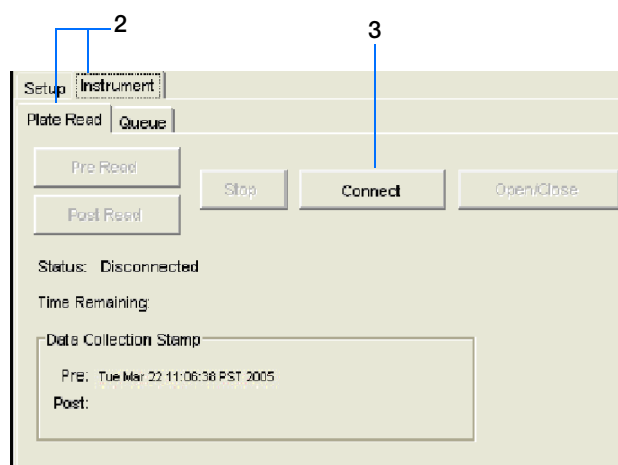 2
3
Setup Instrument
Plate Read Queue
Pre Read
Stop Connect Open/Close
Post Read
Status: Disconnected
Time Remaining:
Data Collection Stamp
Pre: Tue Mar 22 11:06:38 PST 2005
Post: